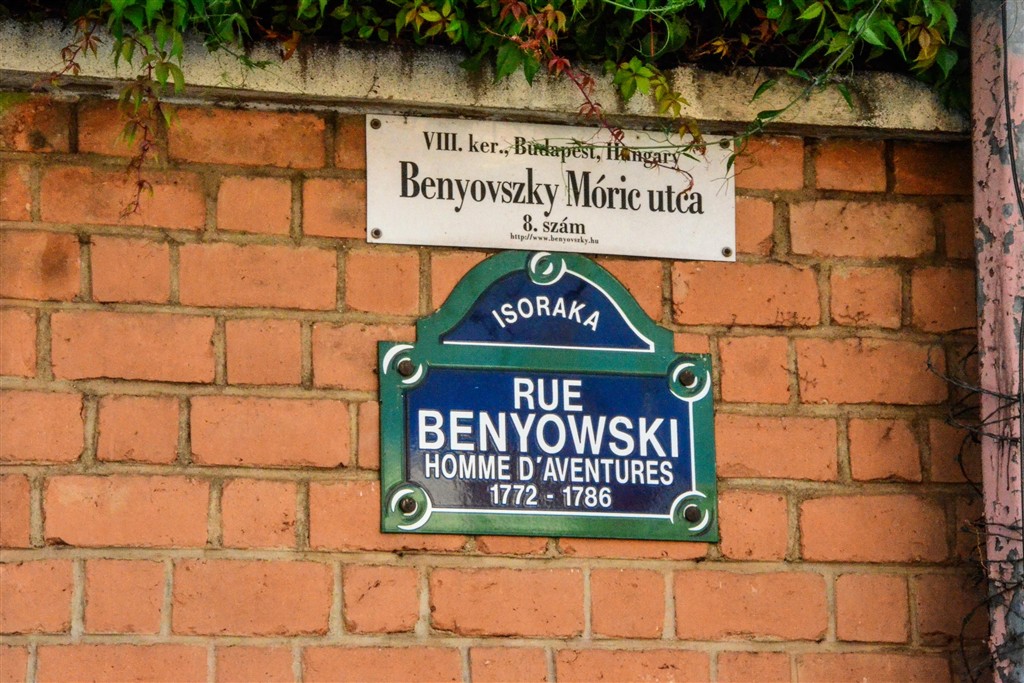 VIII. ker., Budapest, Hungary
Benyovszky Móric utca
8. szám
http://www.benyovszky.hu
ISORAKA
RUE
BENYOWSKI
HOMME D'AVENTURES
1772 - 1786